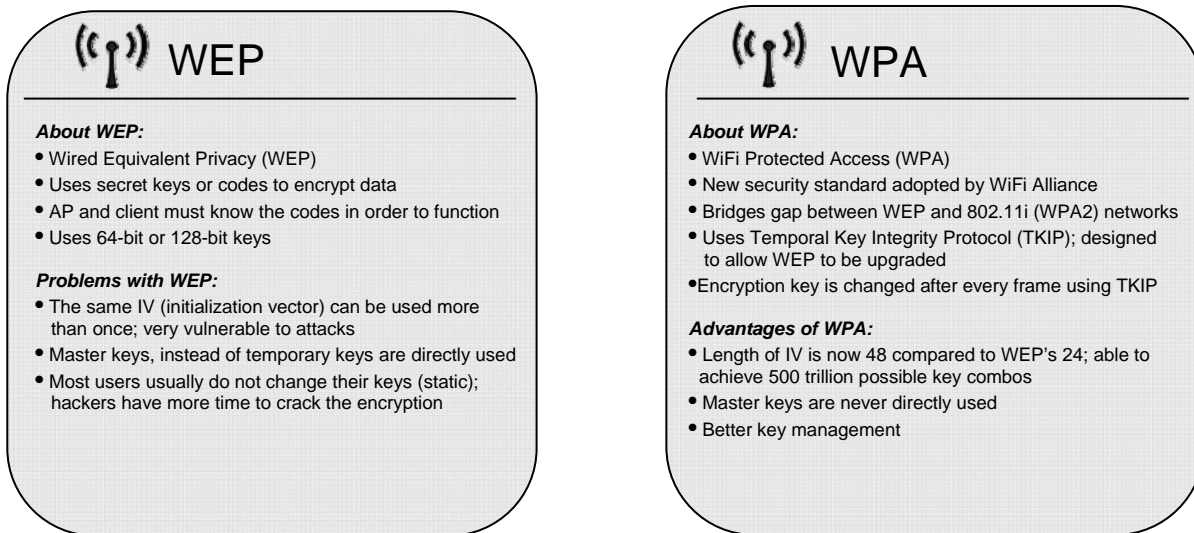 WEP
About WEP:
• Wired Equivalent Privacy (WEP)
• Uses secret keys or codes to encrypt data
• AP and client must know the codes in order to function
• Uses 64-bit or 128-bit keys
Problems with WEP:
• The same IV (initialization vector) can be used more
than once; very vulnerable to attacks
• Master keys, instead of temporary keys are directly used
• Most users usually do not change their keys (static);
hackers have more time to crack the encryption
WPA
About WPA:
• WiFi Protected Access (WPA)
• New security standard adopted by WiFi Alliance
• Bridges gap between WEP and 802.11i (WPA2) networks
• Uses Temporal Key Integrity Protocol (TKIP); designed
to allow WEP to be upgraded
•Encryption key is changed after every frame using TKIP
Advantages of WPA:
• Length of IV is now 48 compared to WEP’s 24; able to
achieve 500 trillion possible key combos
• Master keys are never directly used
• Better key management